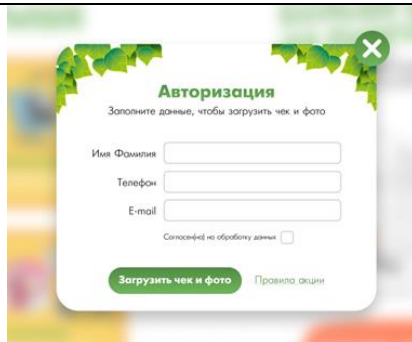 Авторизация
Заполните данные, чтобы загрузить чек и фото
Имя Фамилия
Телефон
E-mail
Согласен(на) на обработку данных
Загрузить чек и фото
Правила акции